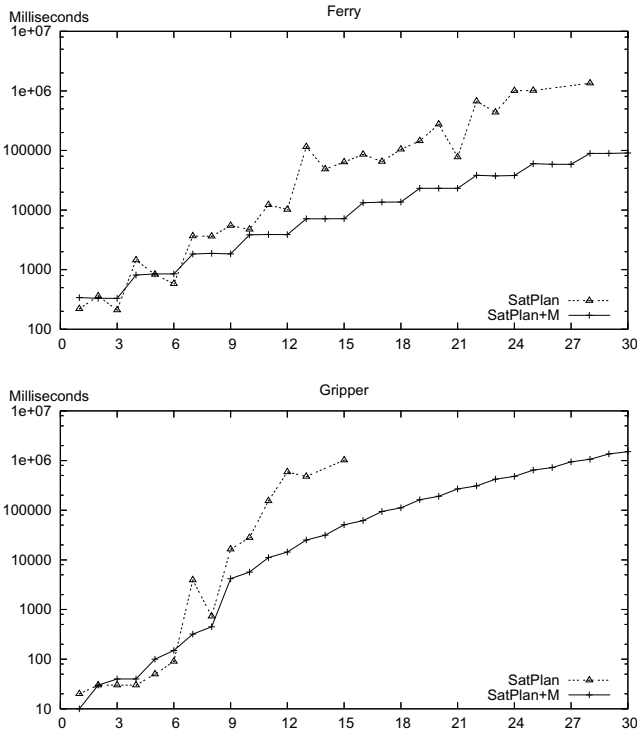 Ferry
Milliseconds
1e+07
1e+06
100000
10000
1000
100
SatPlan
SatPlan+M
0 3 6 9 12 15 18 21 24 27 30
Gripper
Milliseconds
1e+07
1e+06
100000
10000
1000
100
10
SatPlan
SatPlan+M
0 3 6 9 12 15 18 21 24 27 30